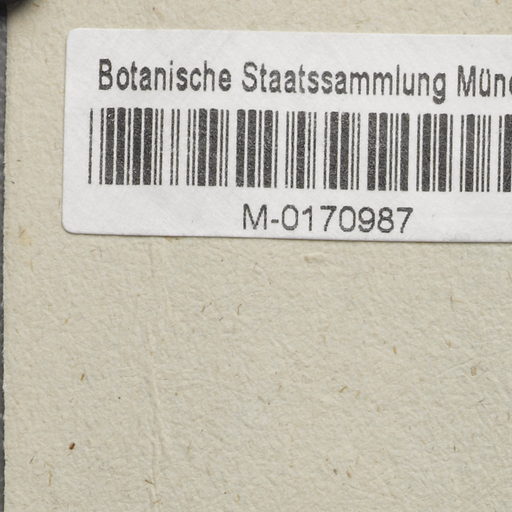 Botanische Staatssammlung Mün
M-0170987